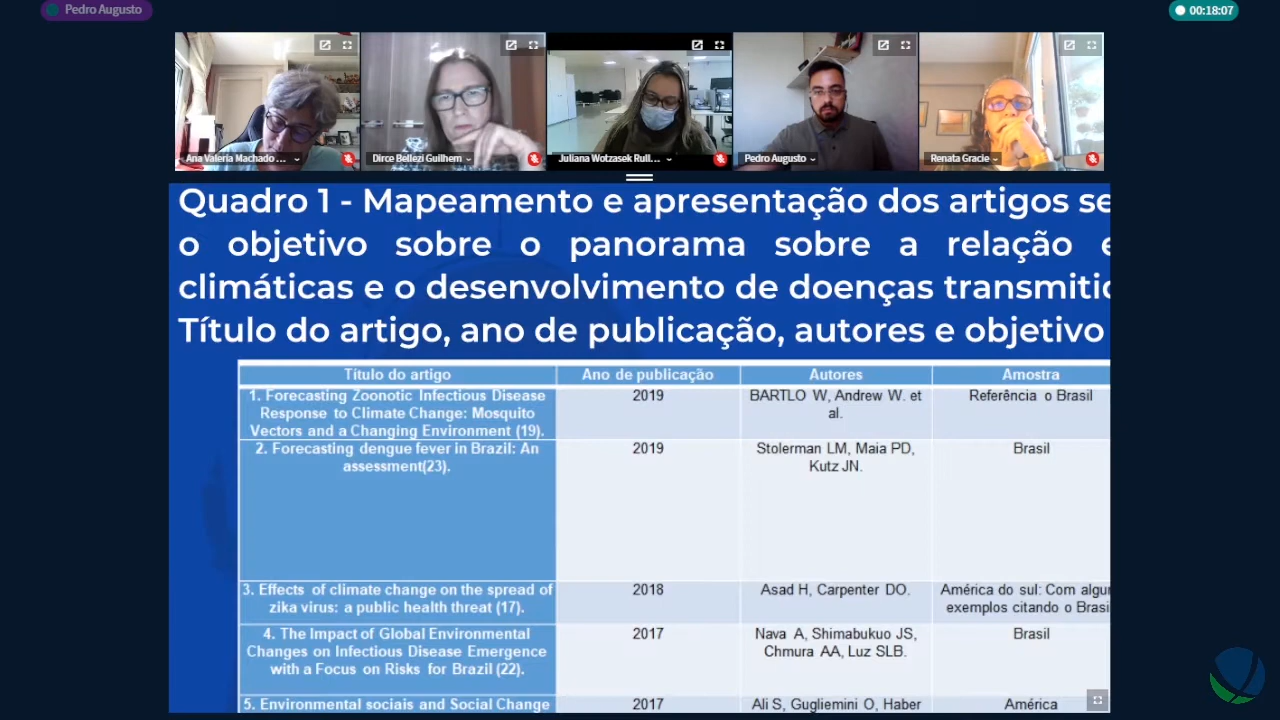 Pedro Augusto
00:18:07
Ana Valéria Machado ...
Dirce Bellezi Guilhem
Juliana Wotzasek Rull...
Pedro Augusto
Renata Gracie
Quadro 1 - Mapeamento e apresentação dos artigos se
o objetivo sobre o panorama sobre a relação e
climáticas e o desenvolvimento de doenças transmitic
Título do artigo, ano de publicação, autores e objetivo
Título do artigo
Ano de publicação
Autores
Amostra
1. Forecasting Zoonotic Infectious Disease
Response to Climate Change: Mosquito
Vectors and a Changing Environment (19).
2019
BARTLO W, Andrew W. et
al.
Referência o Brasil
2. Forecasting dengue fever in Brazil: An
assessment(23).
2019
Stolerman LM, Maia PD,
Kutz JN.
Brasil
3. Effects of climate change on the spread of
zika virus: a public health threat (17).
2018
Asad H, Carpenter DO.
América do sul: Com algun
exemplos citando o Brasi
4. The Impact of Global Environmental
Changes on Infectious Disease Emergence
with a Focus on Risks for Brazil (22).
2017
Nava A, Shimabukuo JS,
Chmura AA, Luz SLB.
Brasil
5. Environmental sociais and Social Change
2017
Ali S, Gugliemini O, Haber
América